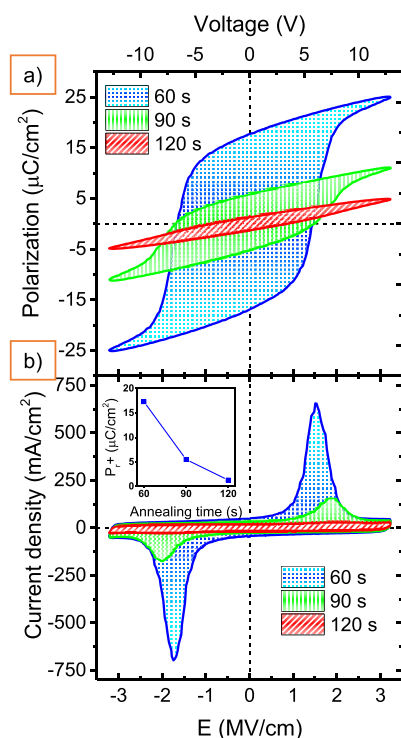 Voltage (V)
-10 -5 0 5 10
a)
Polarization (μC/cm²)
25
15
5
-5
-15
-25
60 s
90 s
120 s
b)
Current density (mA/cm²)
750
500
250
0
-250
-500
-750
P_r+ (μC/cm²)
20
15
10
5
0
60 90 120
Annealing time (s)
60 s
90 s
120 s
-3 -2 -1 0 1 2 3
E (MV/cm)